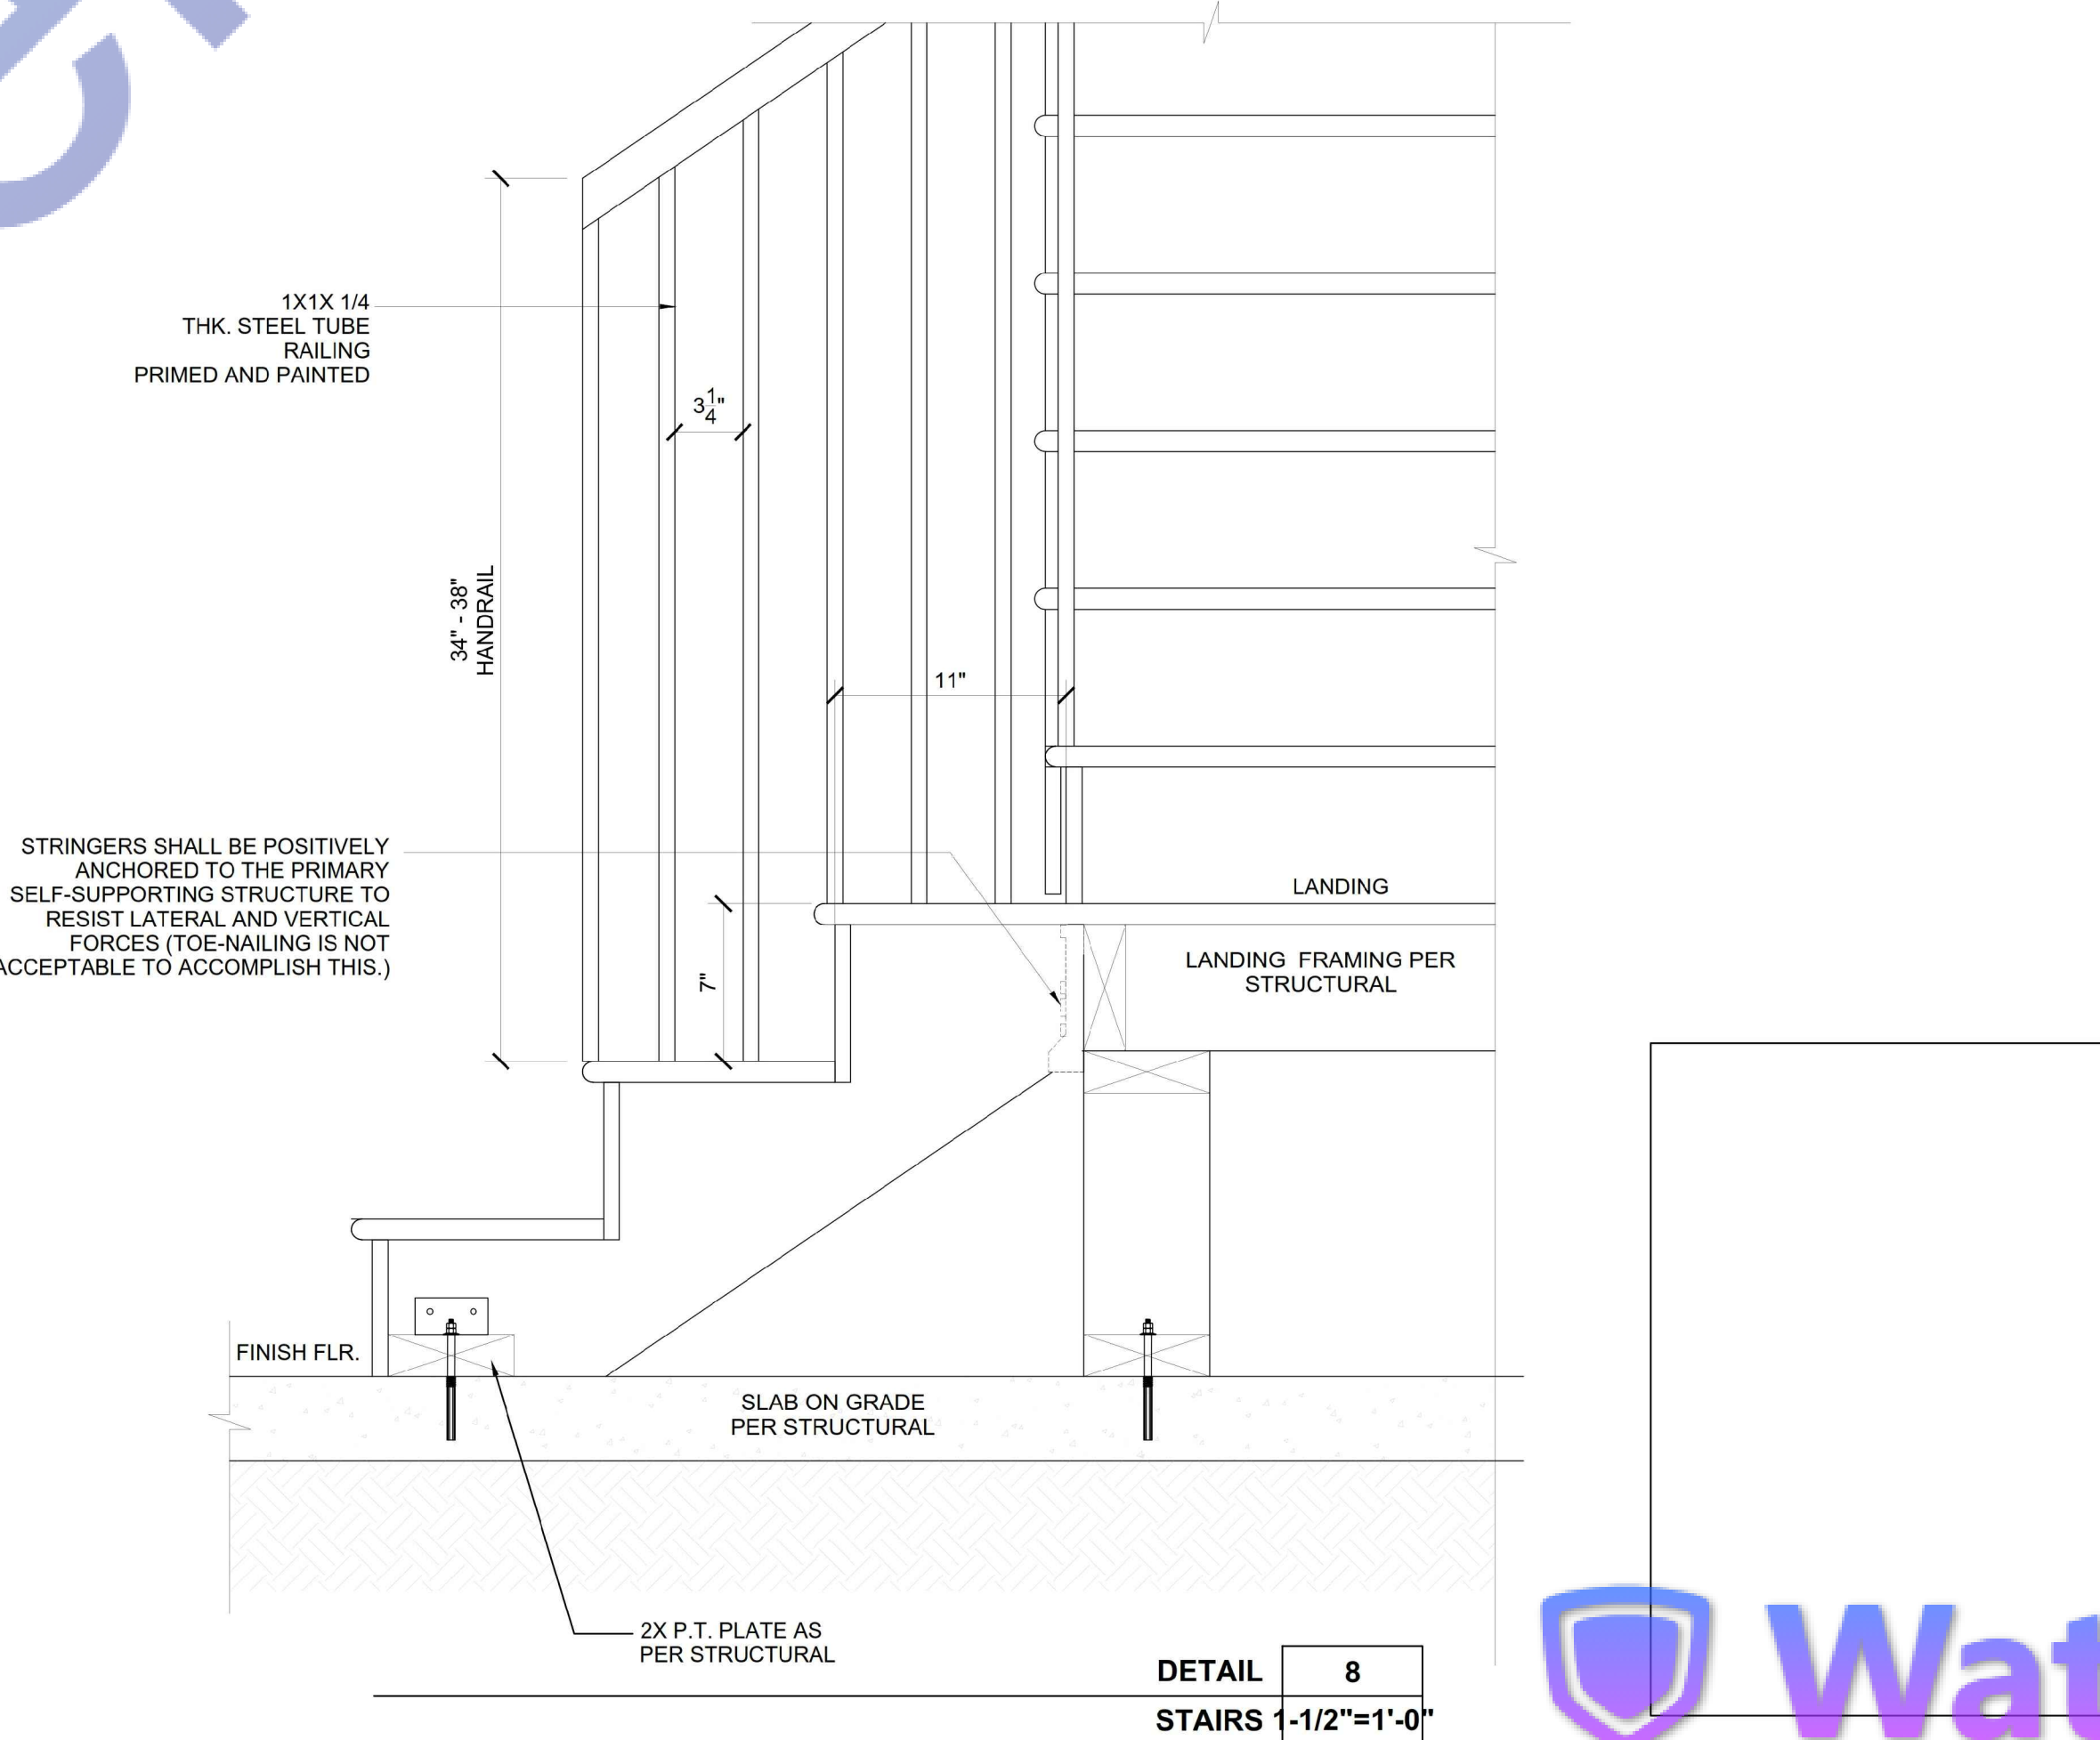 1X1X 1/4
THK. STEEL TUBE
RAILING
PRIMED AND PAINTED
3 1/4"
34" - 38"
HANDRAIL
11"
STRINGERS SHALL BE POSITIVELY
ANCHORED TO THE PRIMARY
SELF-SUPPORTING STRUCTURE TO
RESIST LATERAL AND VERTICAL
FORCES (TOE-NAILING IS NOT
ACCEPTABLE TO ACCOMPLISH THIS.)
7"
LANDING
LANDING FRAMING PER
STRUCTURAL
FINISH FLR.
SLAB ON GRADE
PER STRUCTURAL
2X P.T. PLATE AS
PER STRUCTURAL
DETAIL 8
STAIRS 1-1/2"=1'-0"
Wat